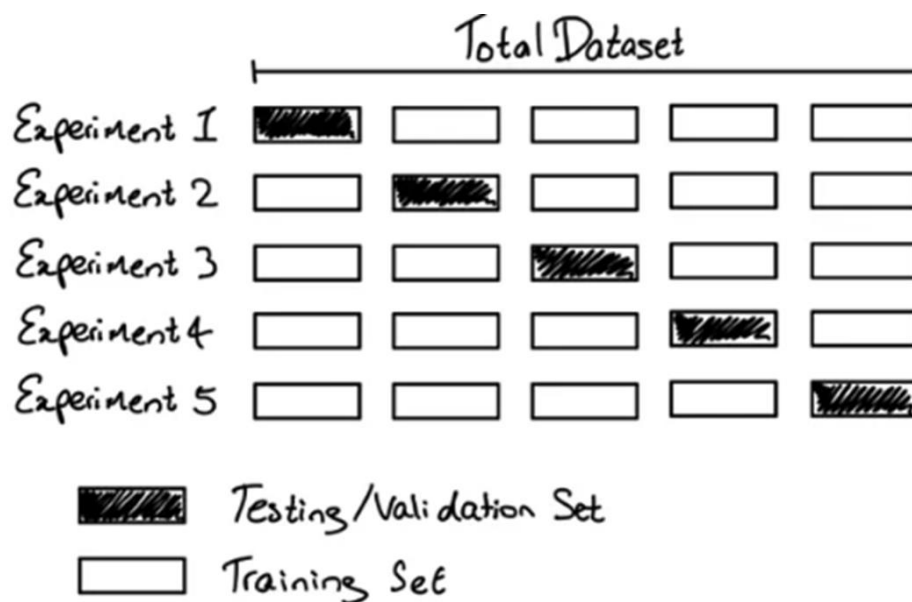 Total Dataset
Experiment 1
Experiment 2
Experiment 3
Experiment 4
Experiment 5
Testing/Validation Set
Training Set